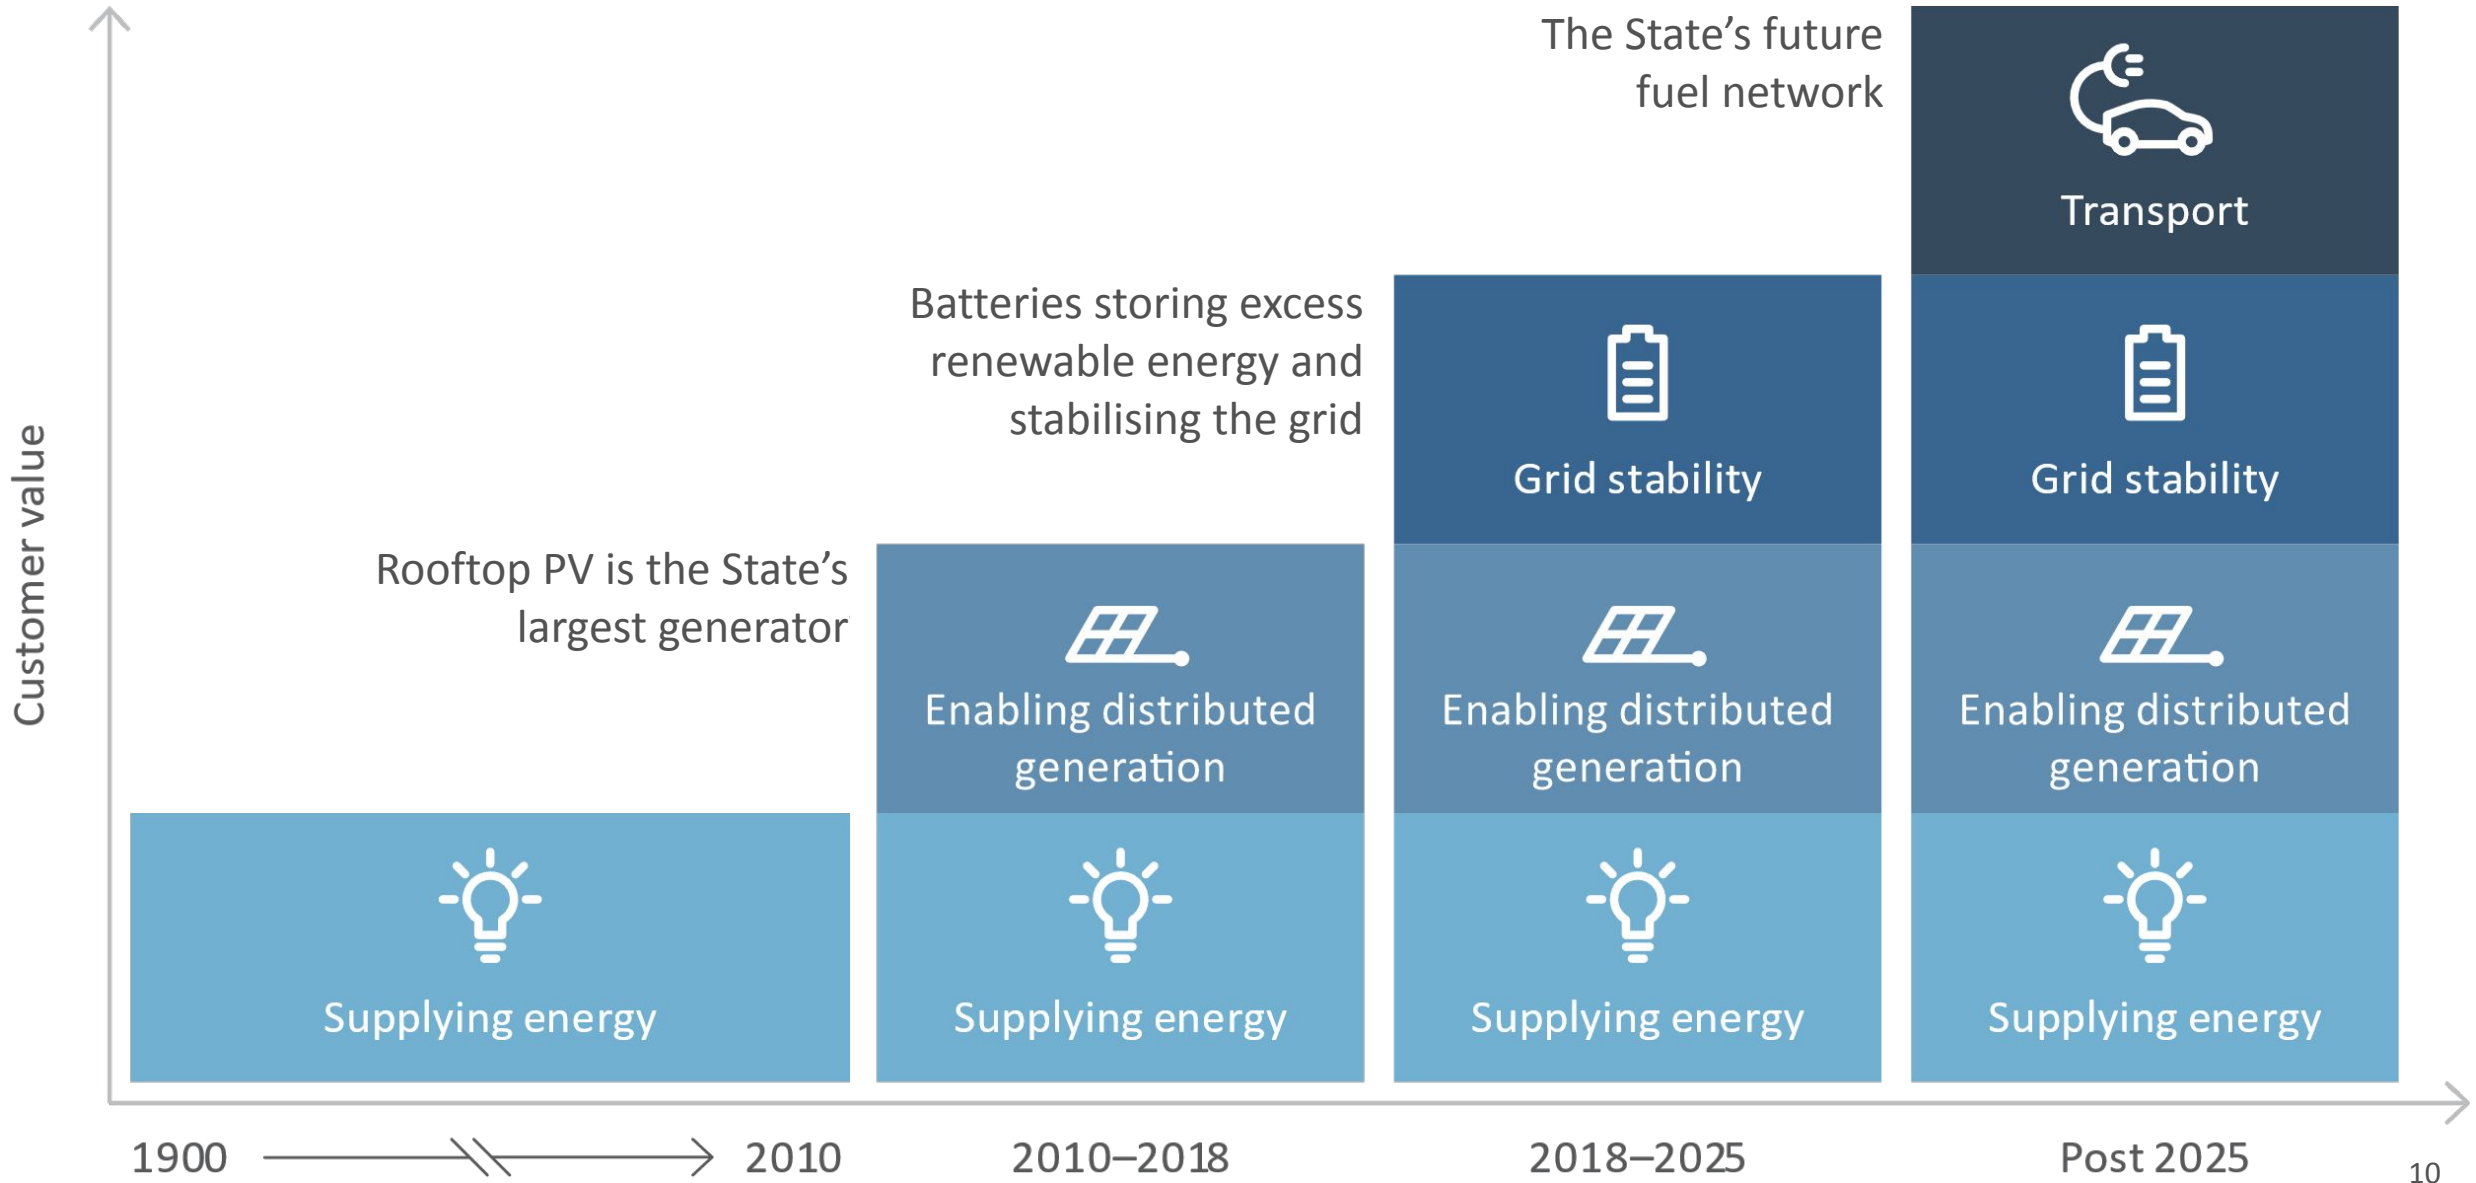 The State’s future
fuel network
Transport
Batteries storing excess
renewable energy and
stabilising the grid
Grid stability
Grid stability
Customer value
Rooftop PV is the State’s
largest generator
Enabling distributed
generation
Enabling distributed
generation
Enabling distributed
generation
Supplying energy
Supplying energy
Supplying energy
Supplying energy
1900
2010
2010–2018
2018–2025
Post 2025
10